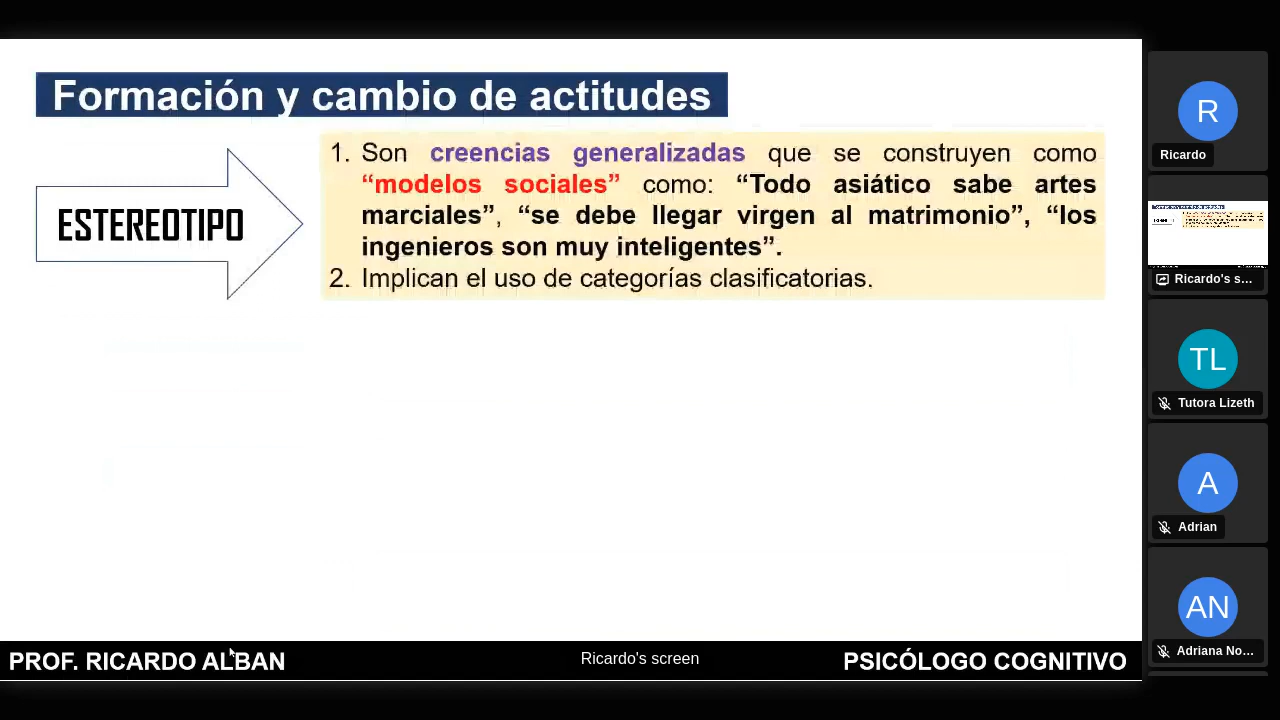 Formación y cambio de actitudes
ESTEREOTIPO
1. Son creencias generalizadas que se construyen como
“modelos sociales” como: “Todo asiático sabe artes
marciales”, “se debe llegar virgen al matrimonio”, “los
ingenieros son muy inteligentes”.
2. Implican el uso de categorías clasificatorias.
PROF. RICARDO ALBAN
Ricardo's screen
PSICÓLOGO COGNITIVO
R
Ricardo
Ricardo's s...
TL
Tutora Lizeth
A
Adrian
AN
Adriana No...